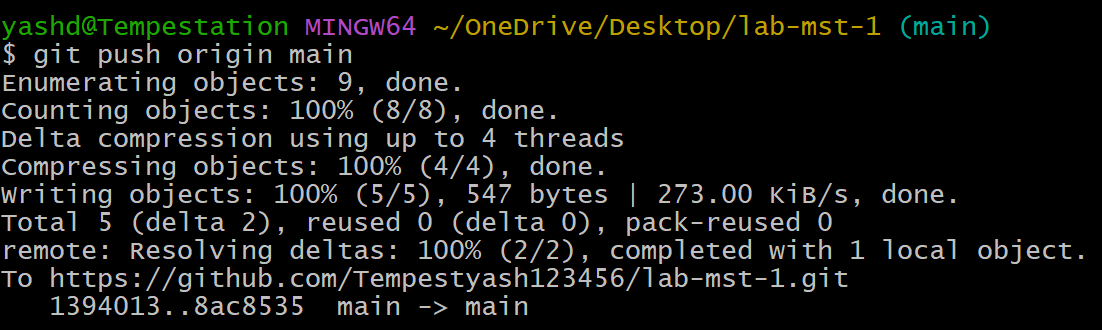 yashd@Tempestation MINGW64 ~/OneDrive/Desktop/lab-mst-1 (main)
$ git push origin main
Enumerating objects: 9, done.
Counting objects: 100% (8/8), done.
Delta compression using up to 4 threads
Compressing objects: 100% (4/4), done.
Writing objects: 100% (5/5), 547 bytes | 273.00 KiB/s, done.
Total 5 (delta 2), reused 0 (delta 0), pack-reused 0
remote: Resolving deltas: 100% (2/2), completed with 1 local object.
To https://github.com/Tempestyash123456/lab-mst-1.git
   1394013..8ac8535  main -> main